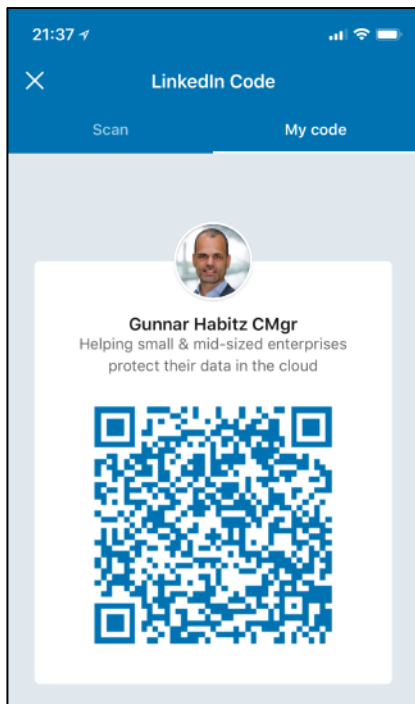 21:37
LinkedIn Code
Scan
My code
Gunnar Habitz CMgr
Helping small & mid-sized enterprises
protect their data in the cloud